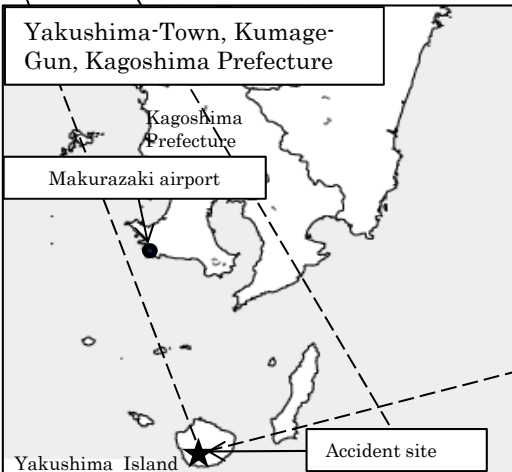 Yakushima-Town, Kumage-
Gun, Kagoshima Prefecture
Kagoshima
Prefecture
Makurazaki airport
Accident site
Yakushima Island